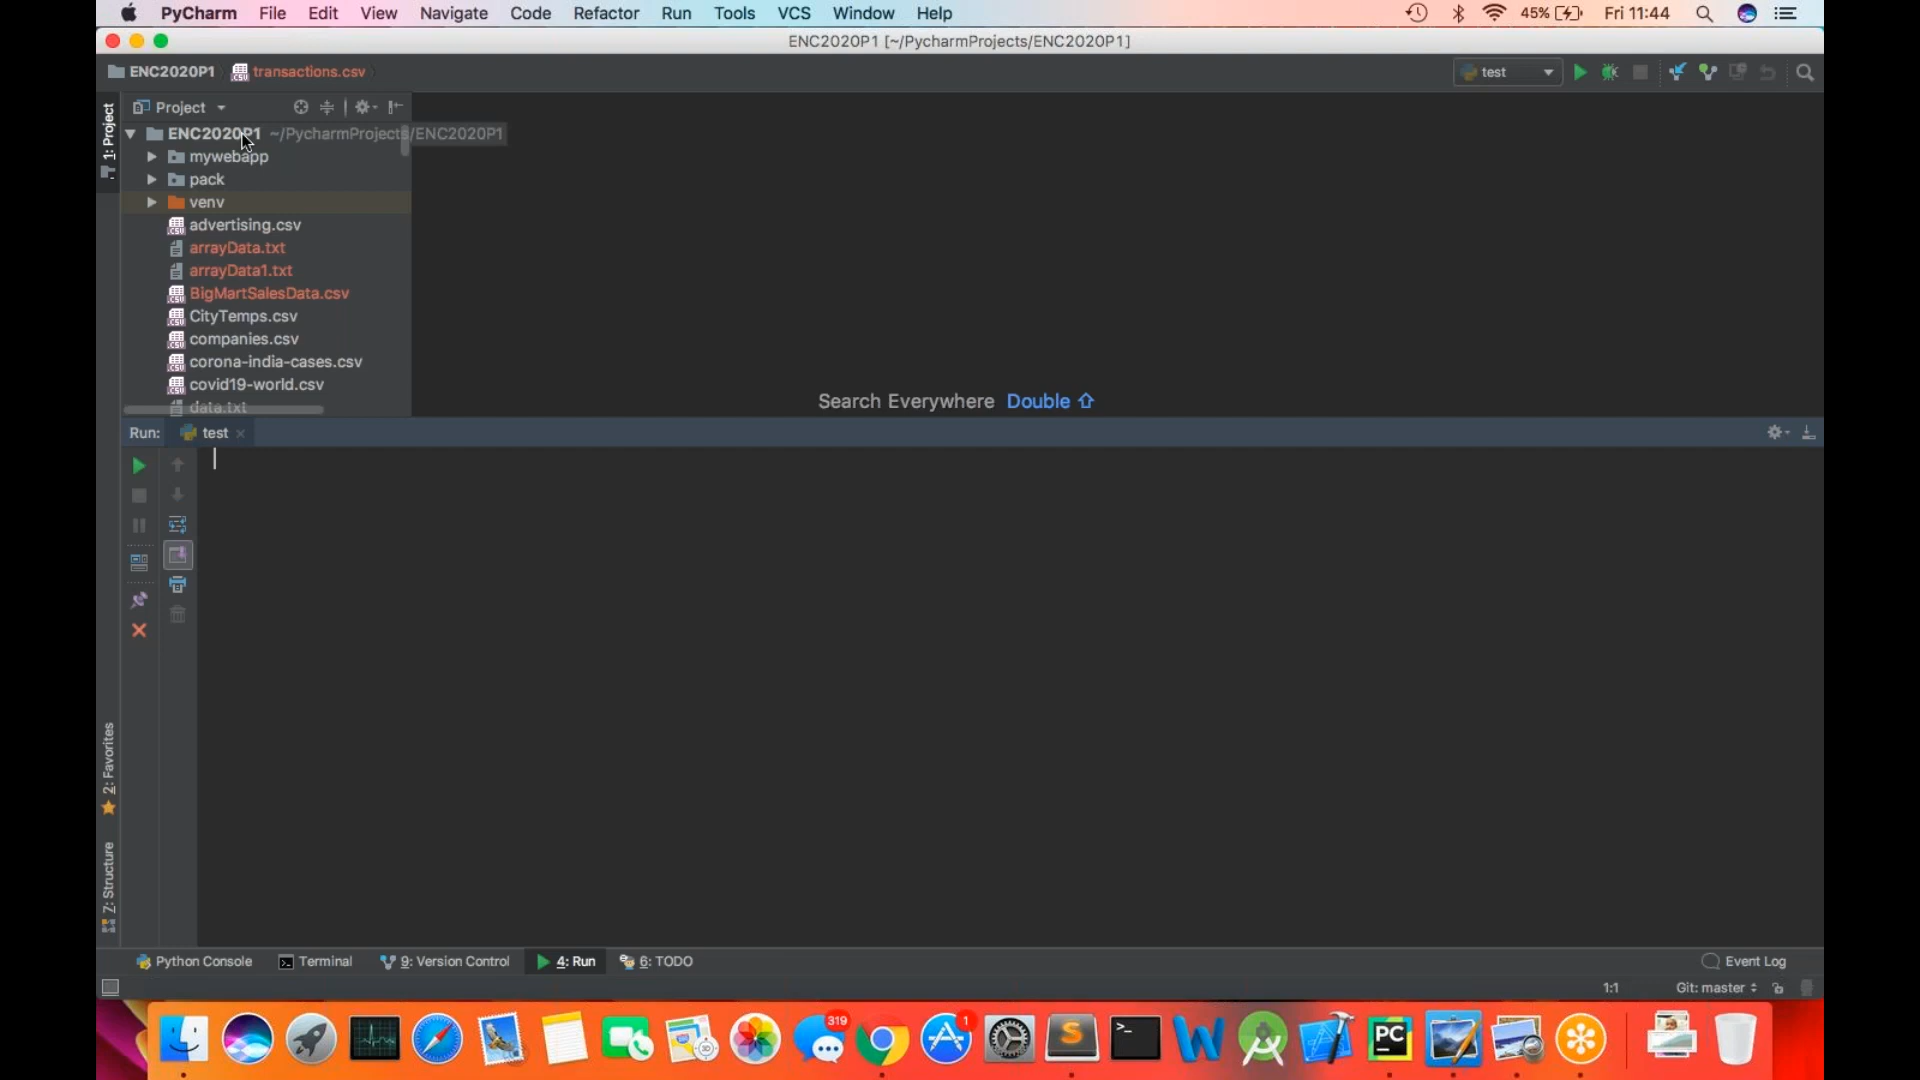 PyCharm File Edit View Navigate Code Refactor Run Tools VCS Window Help 45% Fri 11:44
ENC2020P1 [~/PycharmProjects/ENC2020P1]
ENC2020P1 transactions.csv test
1: Project
Project
ENC2020P1 ~/PycharmProjects/ENC2020P1
mywebapp
pack
venv
advertising.csv
arrayData.txt
arrayData1.txt
BigMartSalesData.csv
CityTemps.csv
companies.csv
corona-india-cases.csv
covid19-world.csv
data.txt
Search Everywhere Double ⇧
Run: test
2: Favorites
7: Structure
Python Console Terminal 9: Version Control 4: Run 6: TODO Event Log
1:1 Git: master
319 1 PC